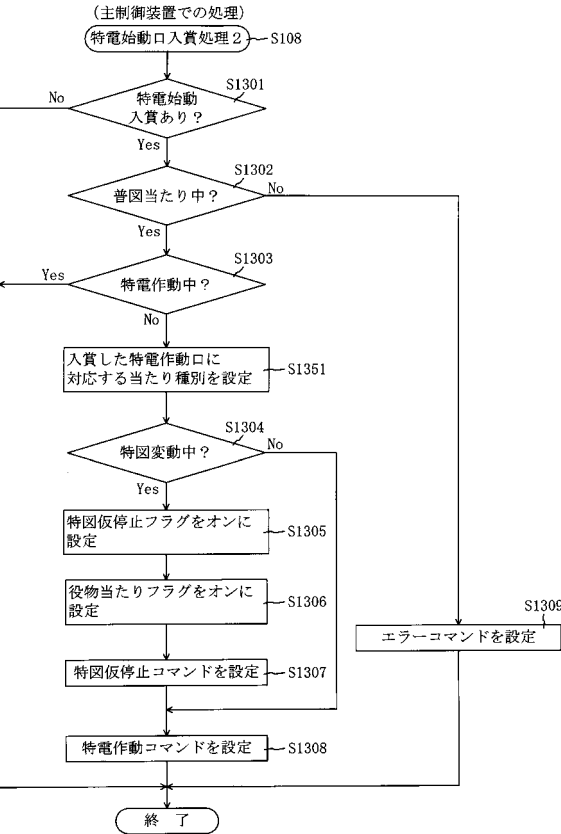 (主制御装置での処理)
特電始動口入賞処理2
S108
S1301
特電始動
入賞あり?
No
Yes
S1302
普図当たり中?
No
Yes
S1303
特電作動中?
Yes
No
入賞した特電作動口に
対応する当たり種別を設定
S1351
S1304
特図変動中?
No
Yes
特図仮停止フラグをオンに
設定
S1305
役物当たりフラグをオンに
設定
S1306
S1309
エラーコマンドを設定
特図仮停止コマンドを設定
S1307
特電作動コマンドを設定
S1308
終 了